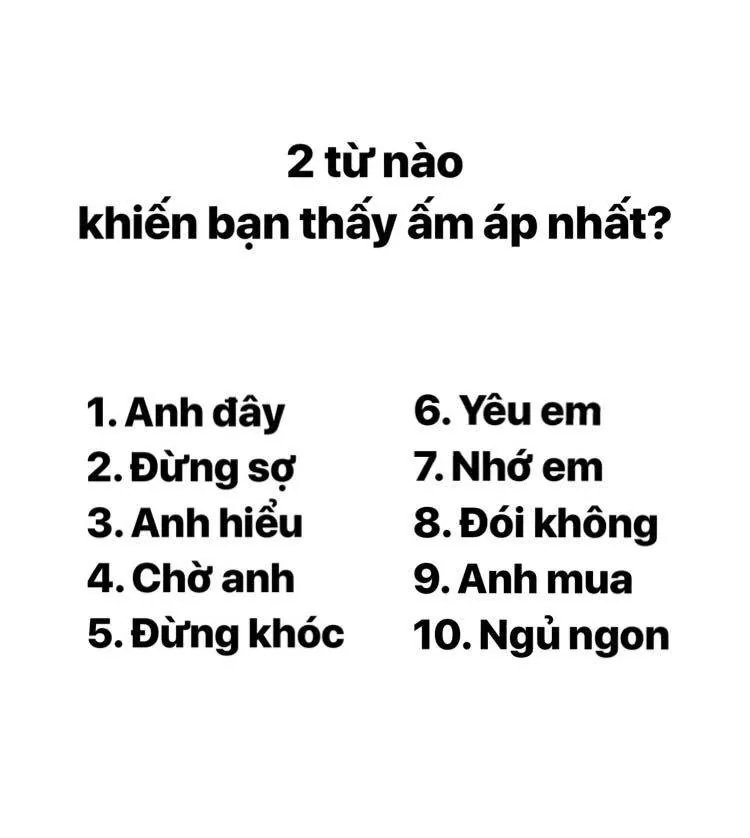 2 từ nào
khiến bạn thấy ấm áp nhất?
1. Anh đây
2. Đừng sợ
3. Anh hiểu
4. Chờ anh
5. Đừng khóc
6. Yêu em
7. Nhớ em
8. Đói không
9. Anh mua
10. Ngủ ngon